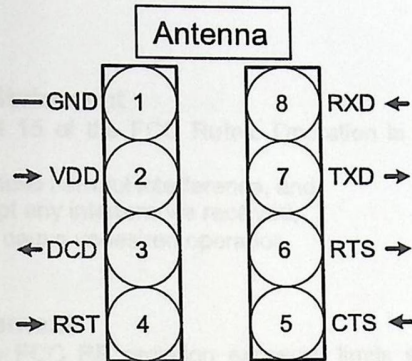 Antenna
GND 1 8 RXD
VDD 2 7 TXD
DCD 3 6 RTS
RST 4 5 CTS